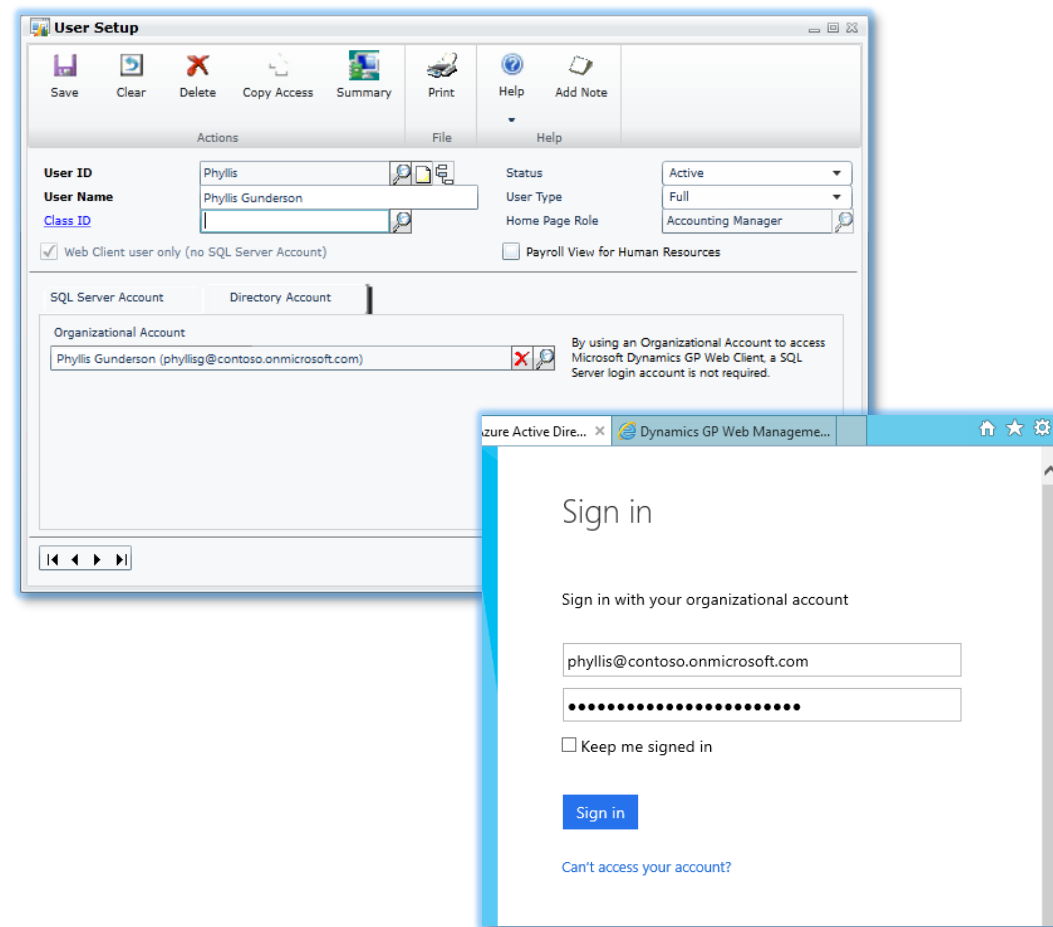 User Setup
Save Clear Delete Copy Access Summary Print Help Add Note
Actions File Help
User ID Phyllis Status Active
User Name Phyllis Gunderson User Type Full
Class ID Home Page Role Accounting Manager
Web Client user only (no SQL Server Account) Payroll View for Human Resources
SQL Server Account Directory Account
Organizational Account
Phyllis Gunderson (phyllisg@contoso.onmicrosoft.com)
By using an Organizational Account to access
Microsoft Dynamics GP Web Client, a SQL
Server login account is not required.
zure Active Dire... Dynamics GP Web Manageme...
Sign in
Sign in with your organizational account
phyllis@contoso.onmicrosoft.com
●●●●●●●●●●●●●●●●●●●●●●●●
Keep me signed in
Sign in
Can't access your account?